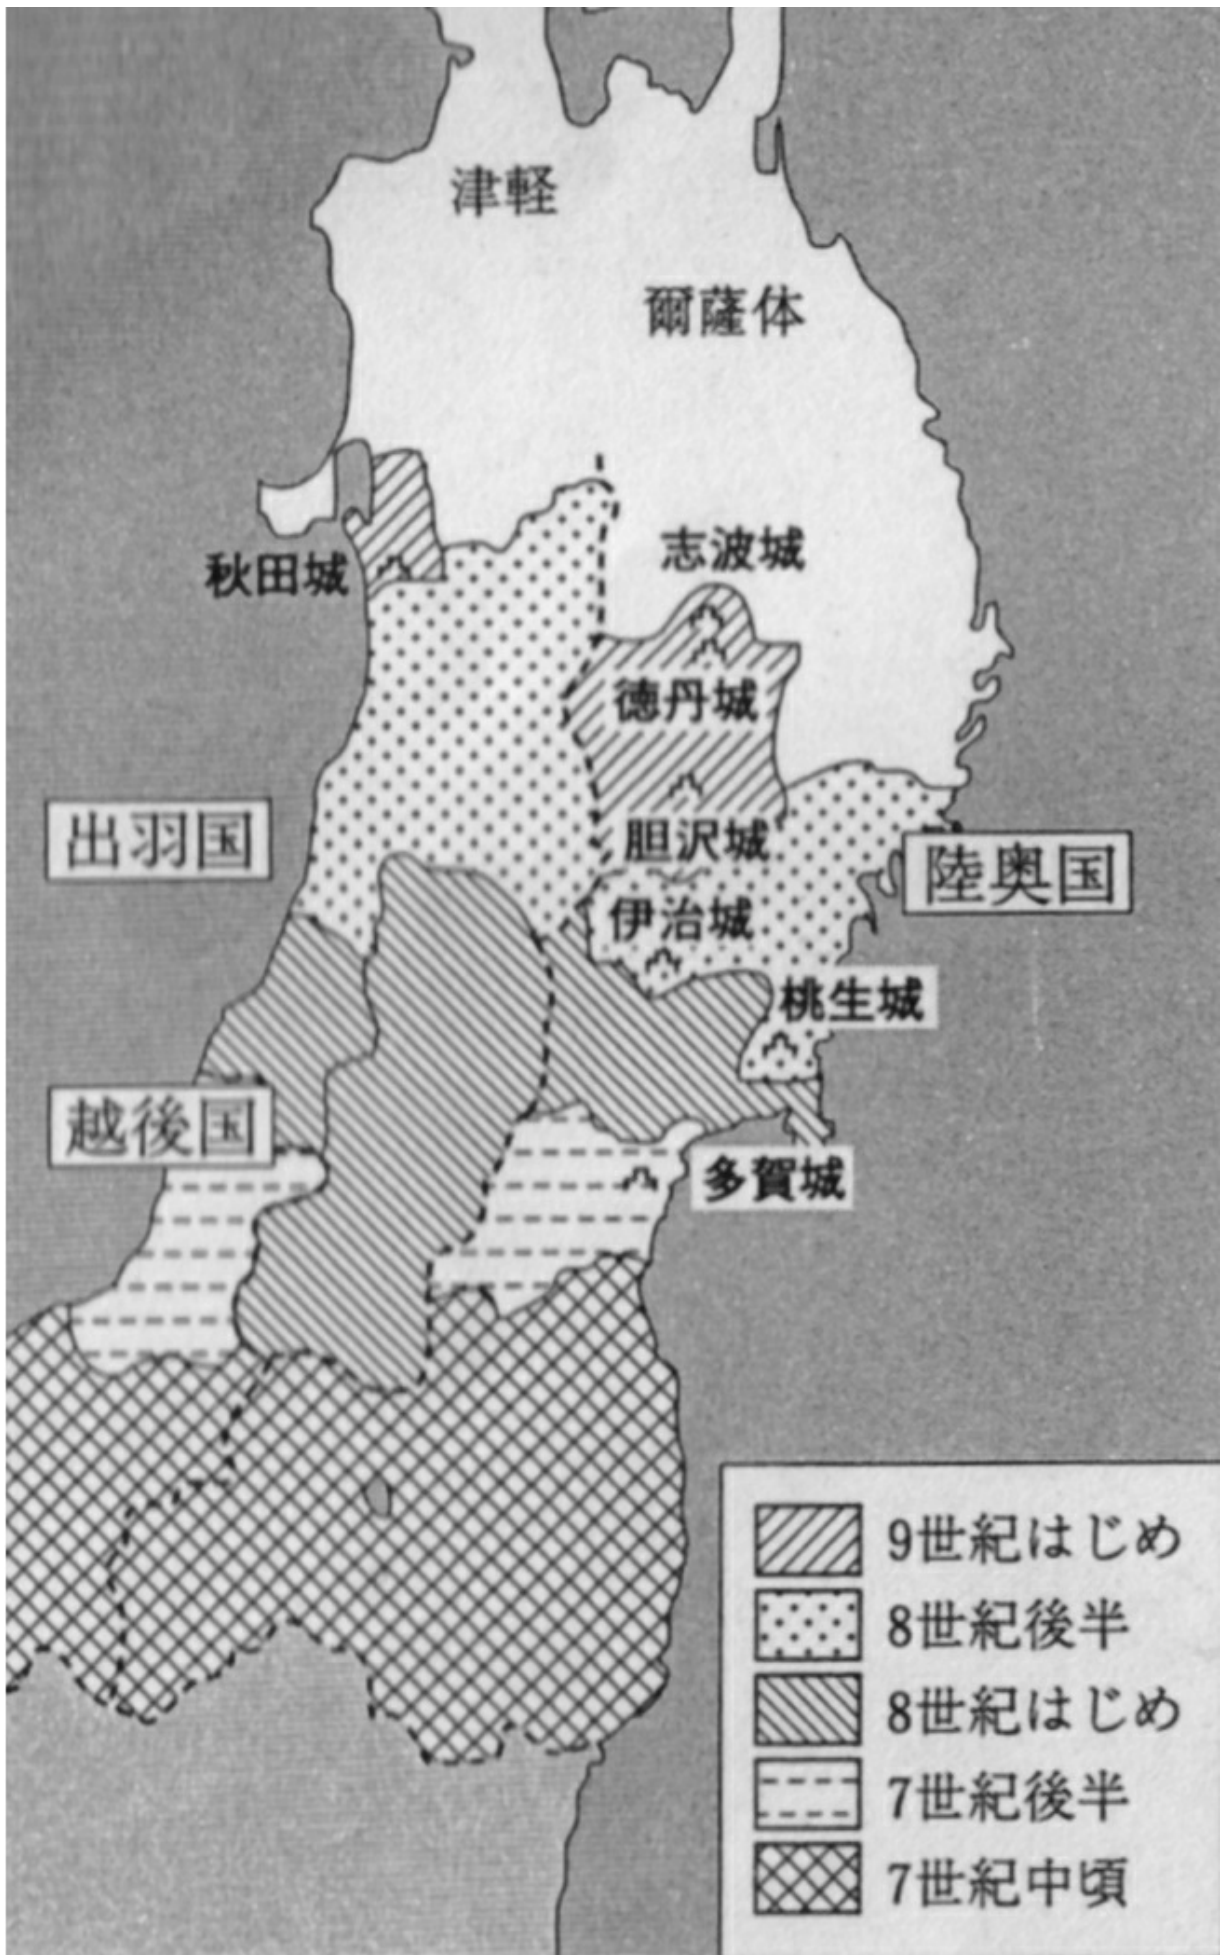 津軽
爾薩体
志波城
秋田城
徳丹城
出羽国
胆沢城
陸奥国
伊治城
桃生城
越後国
多賀城
9世紀はじめ
8世紀後半
8世紀はじめ
7世紀後半
7世紀中頃